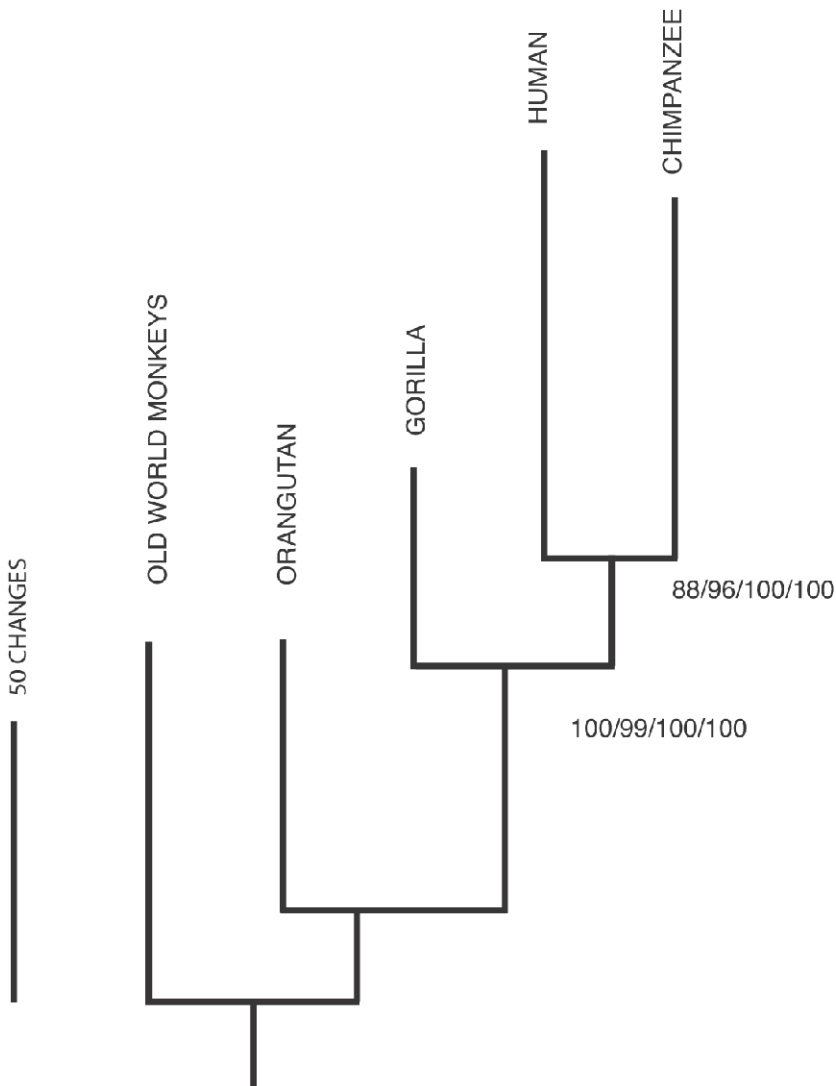 HUMAN
CHIMPANZEE
OLD WORLD MONKEYS
GORILLA
ORANGUTAN
50 CHANGES
88/96/100/100
100/99/100/100